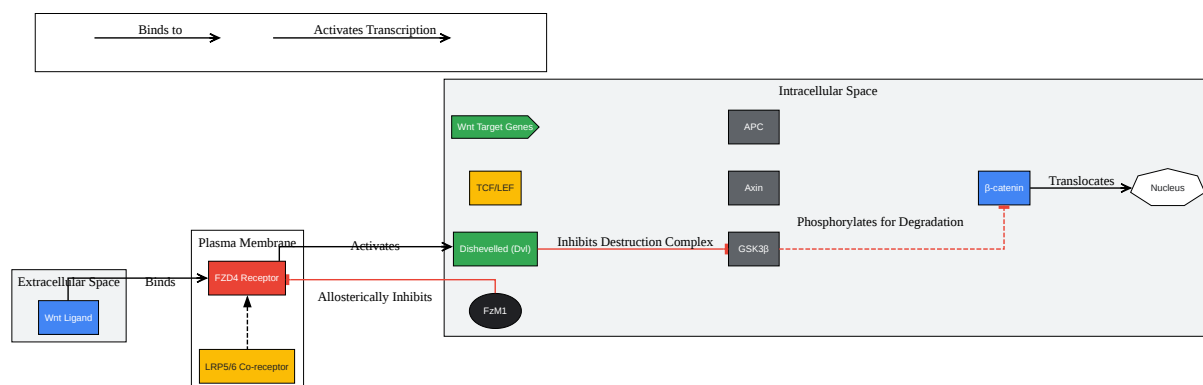 Binds to
Activates Transcription
Intracellular Space
Wnt Target Genes
APC
TCF/LEF
Axin
β-catenin
Translocates
Nucleus
Phosphorylates for Degradation
Plasma Membrane
Activates
Dishevelled (Dvl)
Inhibits Destruction Complex
GSK3β
Extracellular Space
Binds
FZD4 Receptor
Allosterically Inhibits
Wnt Ligand
FzM1
LRP5/6 Co-receptor